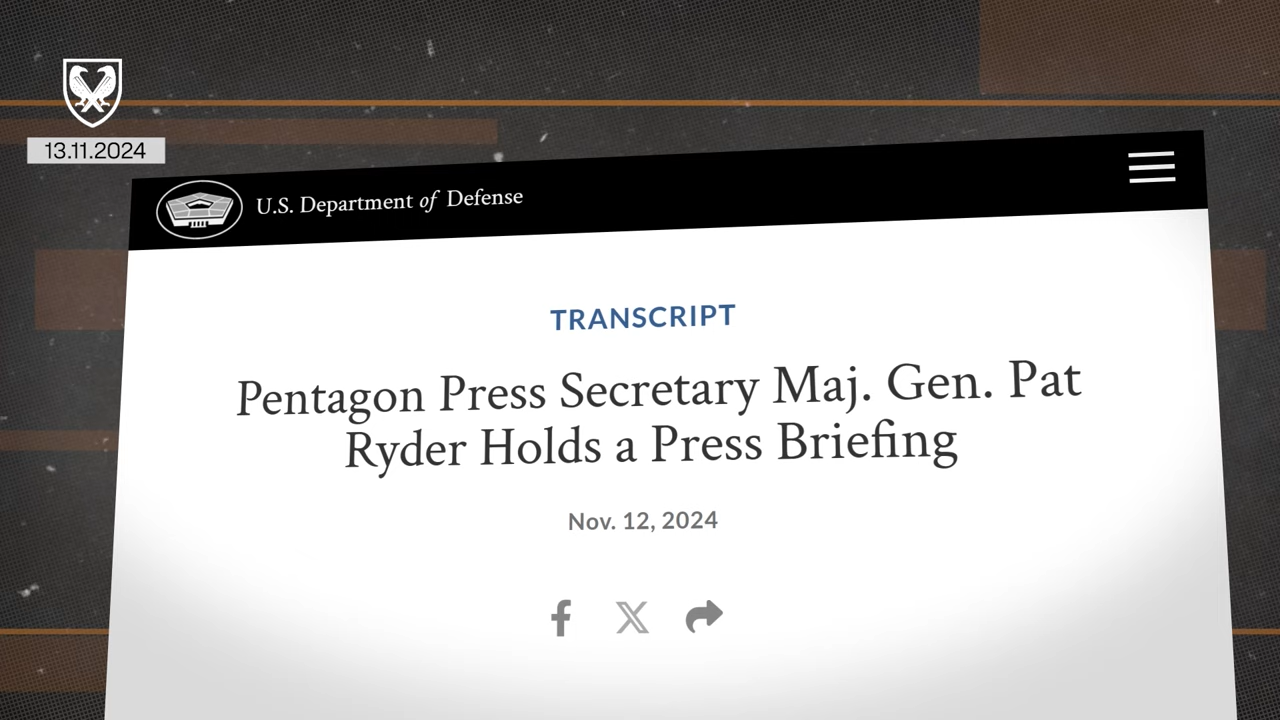 13.11.2024
U.S. Department of Defense
TRANSCRIPT
Pentagon Press Secretary Maj. Gen. Pat
Ryder Holds a Press Briefing
Nov. 12, 2024